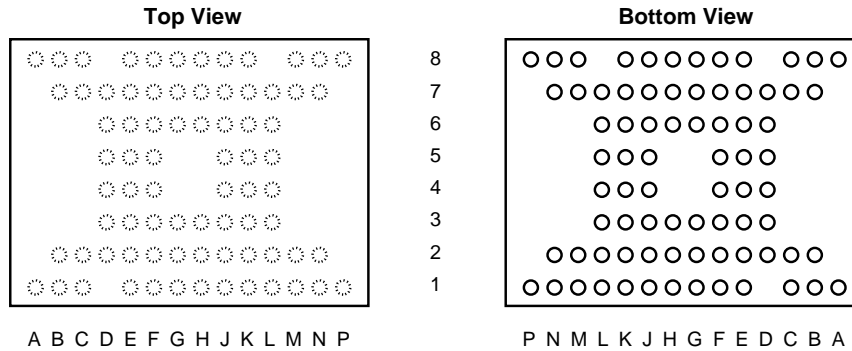 Top View
Bottom View
8
7
6
5
4
3
2
1
A B C D E F G H J K L M N P
P N M L K J H G F E D C B A